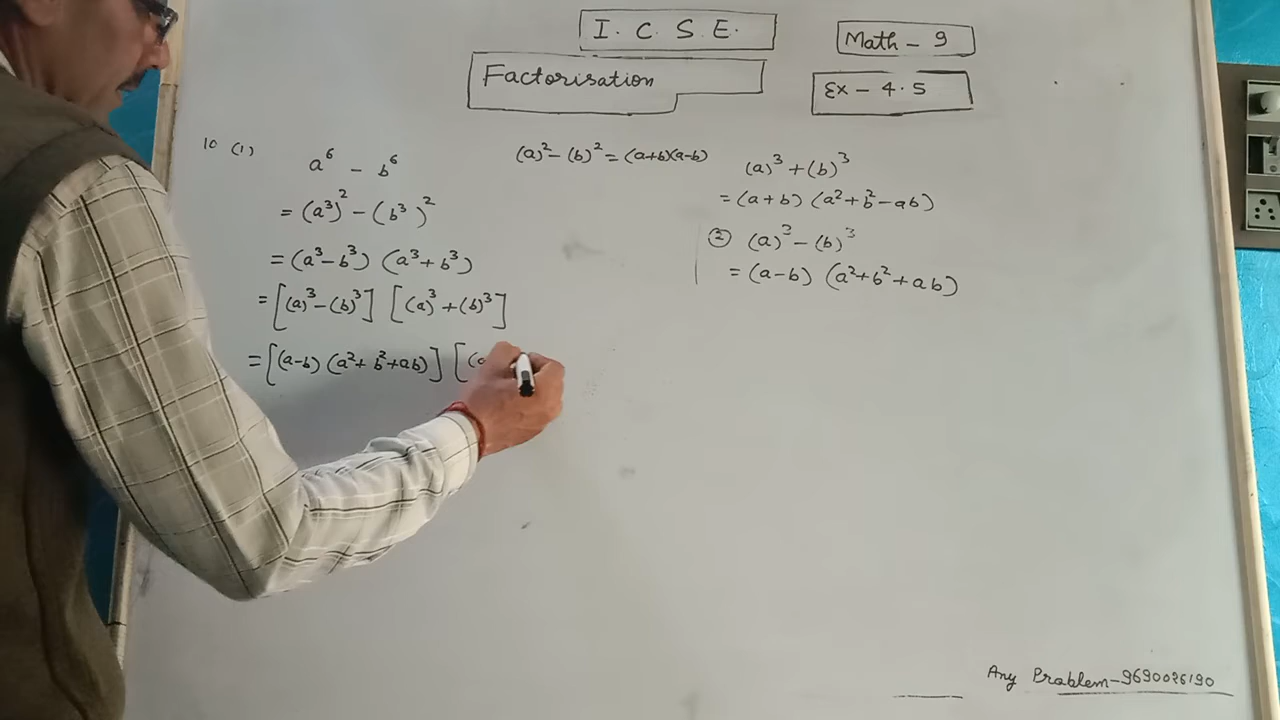 I. C. S. E.
Math - 9
Factorisation
Ex - 4.5
10 (1) a⁶ - b⁶
= (a³)² - (b³)²
= (a³ - b³) (a³ + b³)
= [(a)³ - (b)³] [(a)³ + (b)³]
= [(a-b) (a² + b² + ab)] [(a
(a)² - (b)² = (a+b)(a-b)
(a)³ + (b)³
= (a+b) (a² + b² - ab)
② (a)³ - (b)³
= (a-b) (a² + b² + ab)
Any Problem-9690026190